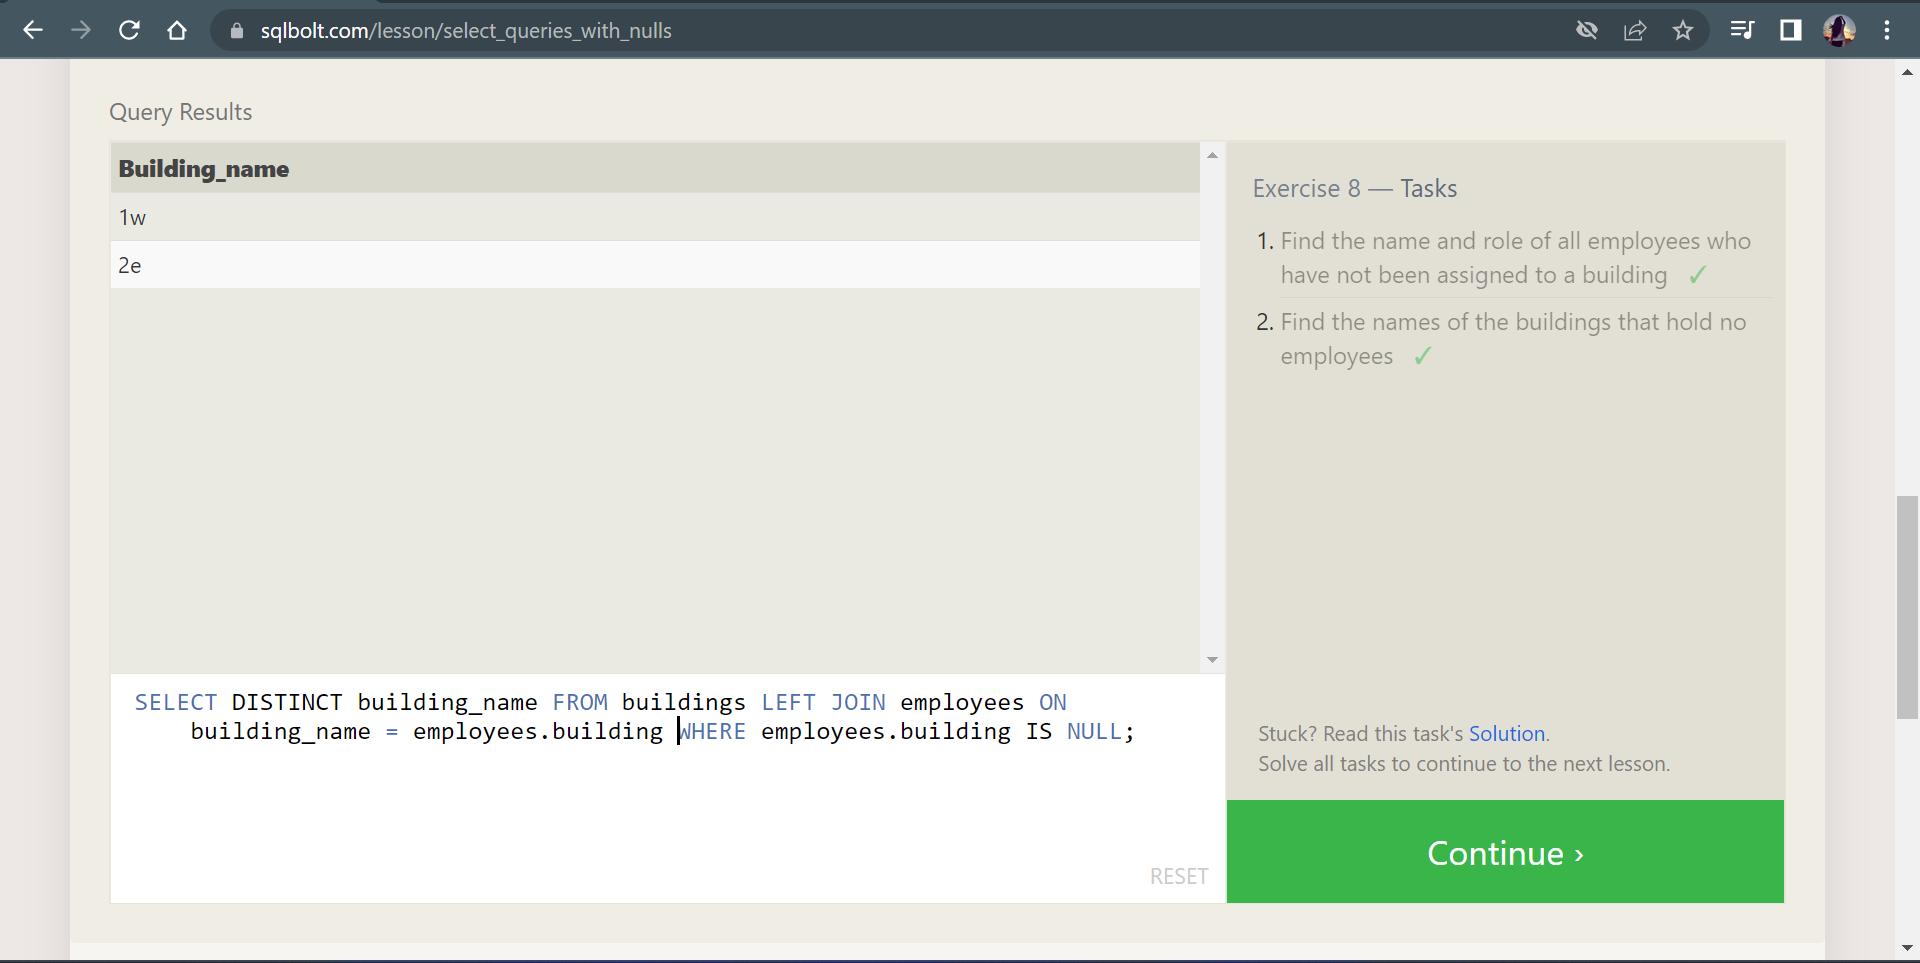 sqlbolt.com/lesson/select_queries_with_nulls
Query Results
Building_name
1w
2e
Exercise 8 — Tasks
1. Find the name and role of all employees who
have not been assigned to a building ✓
2. Find the names of the buildings that hold no
employees ✓
SELECT DISTINCT building_name FROM buildings LEFT JOIN employees ON
building_name = employees.building WHERE employees.building IS NULL;
RESET
Stuck? Read this task's Solution.
Solve all tasks to continue to the next lesson.
Continue ›